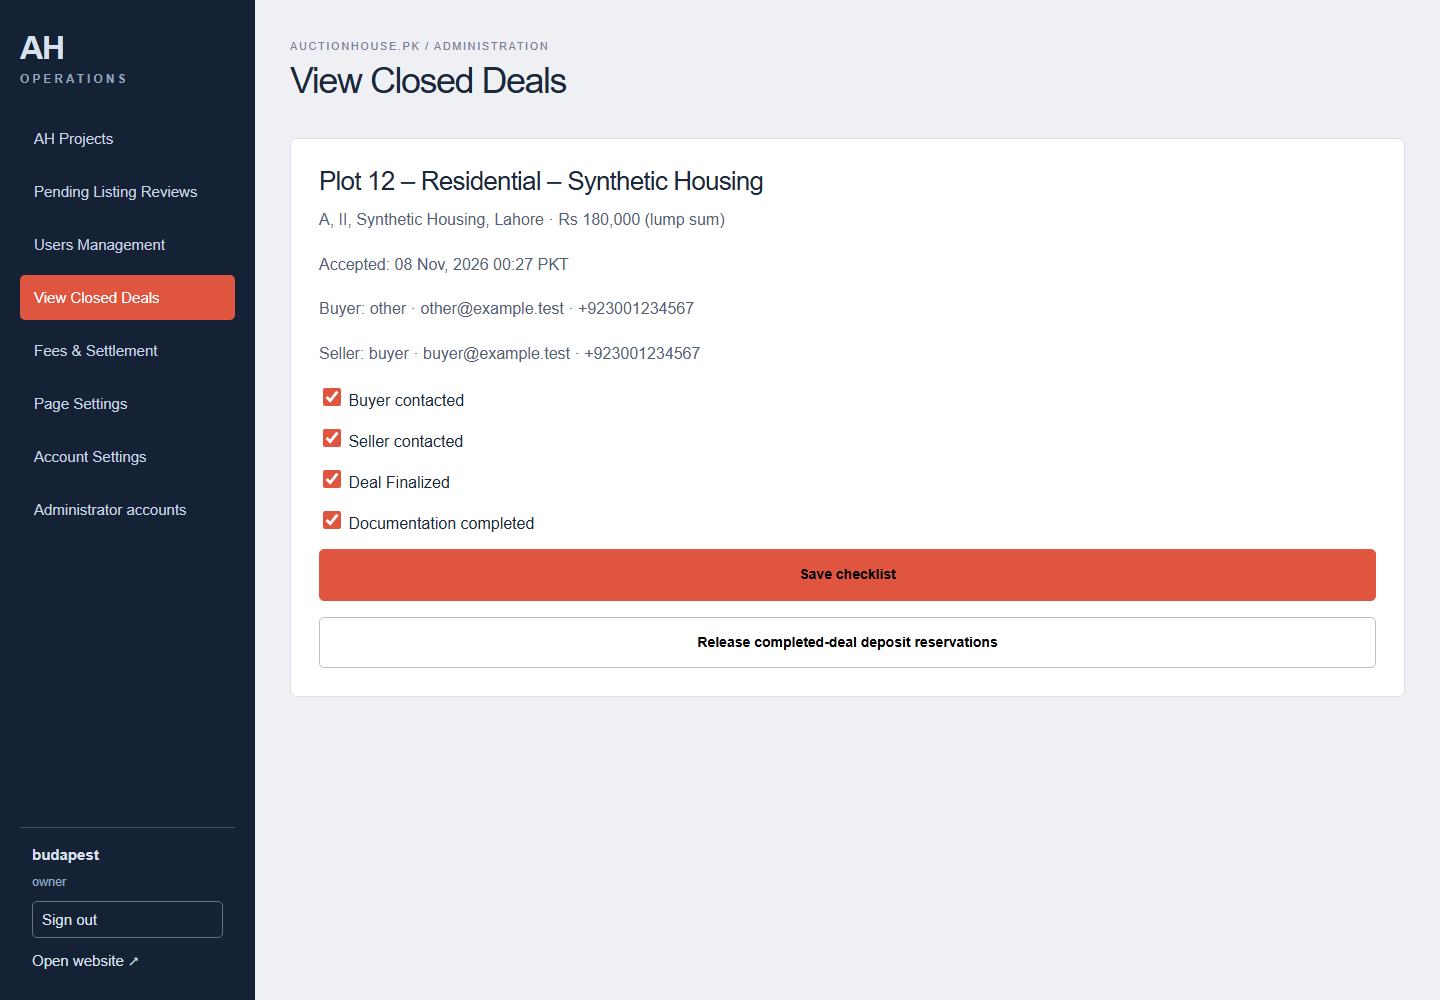 AH
OPERATIONS
AH Projects
Pending Listing Reviews
Users Management
View Closed Deals
Fees & Settlement
Page Settings
Account Settings
Administrator accounts
budapest
owner
Sign out
Open website ↗
AUCTIONHOUSE.PK / ADMINISTRATION
View Closed Deals
Plot 12 – Residential – Synthetic Housing
A, II, Synthetic Housing, Lahore · Rs 180,000 (lump sum)
Accepted: 08 Nov, 2026 00:27 PKT
Buyer: other · other@example.test · +923001234567
Seller: buyer · buyer@example.test · +923001234567
Buyer contacted
Seller contacted
Deal Finalized
Documentation completed
Save checklist
Release completed-deal deposit reservations